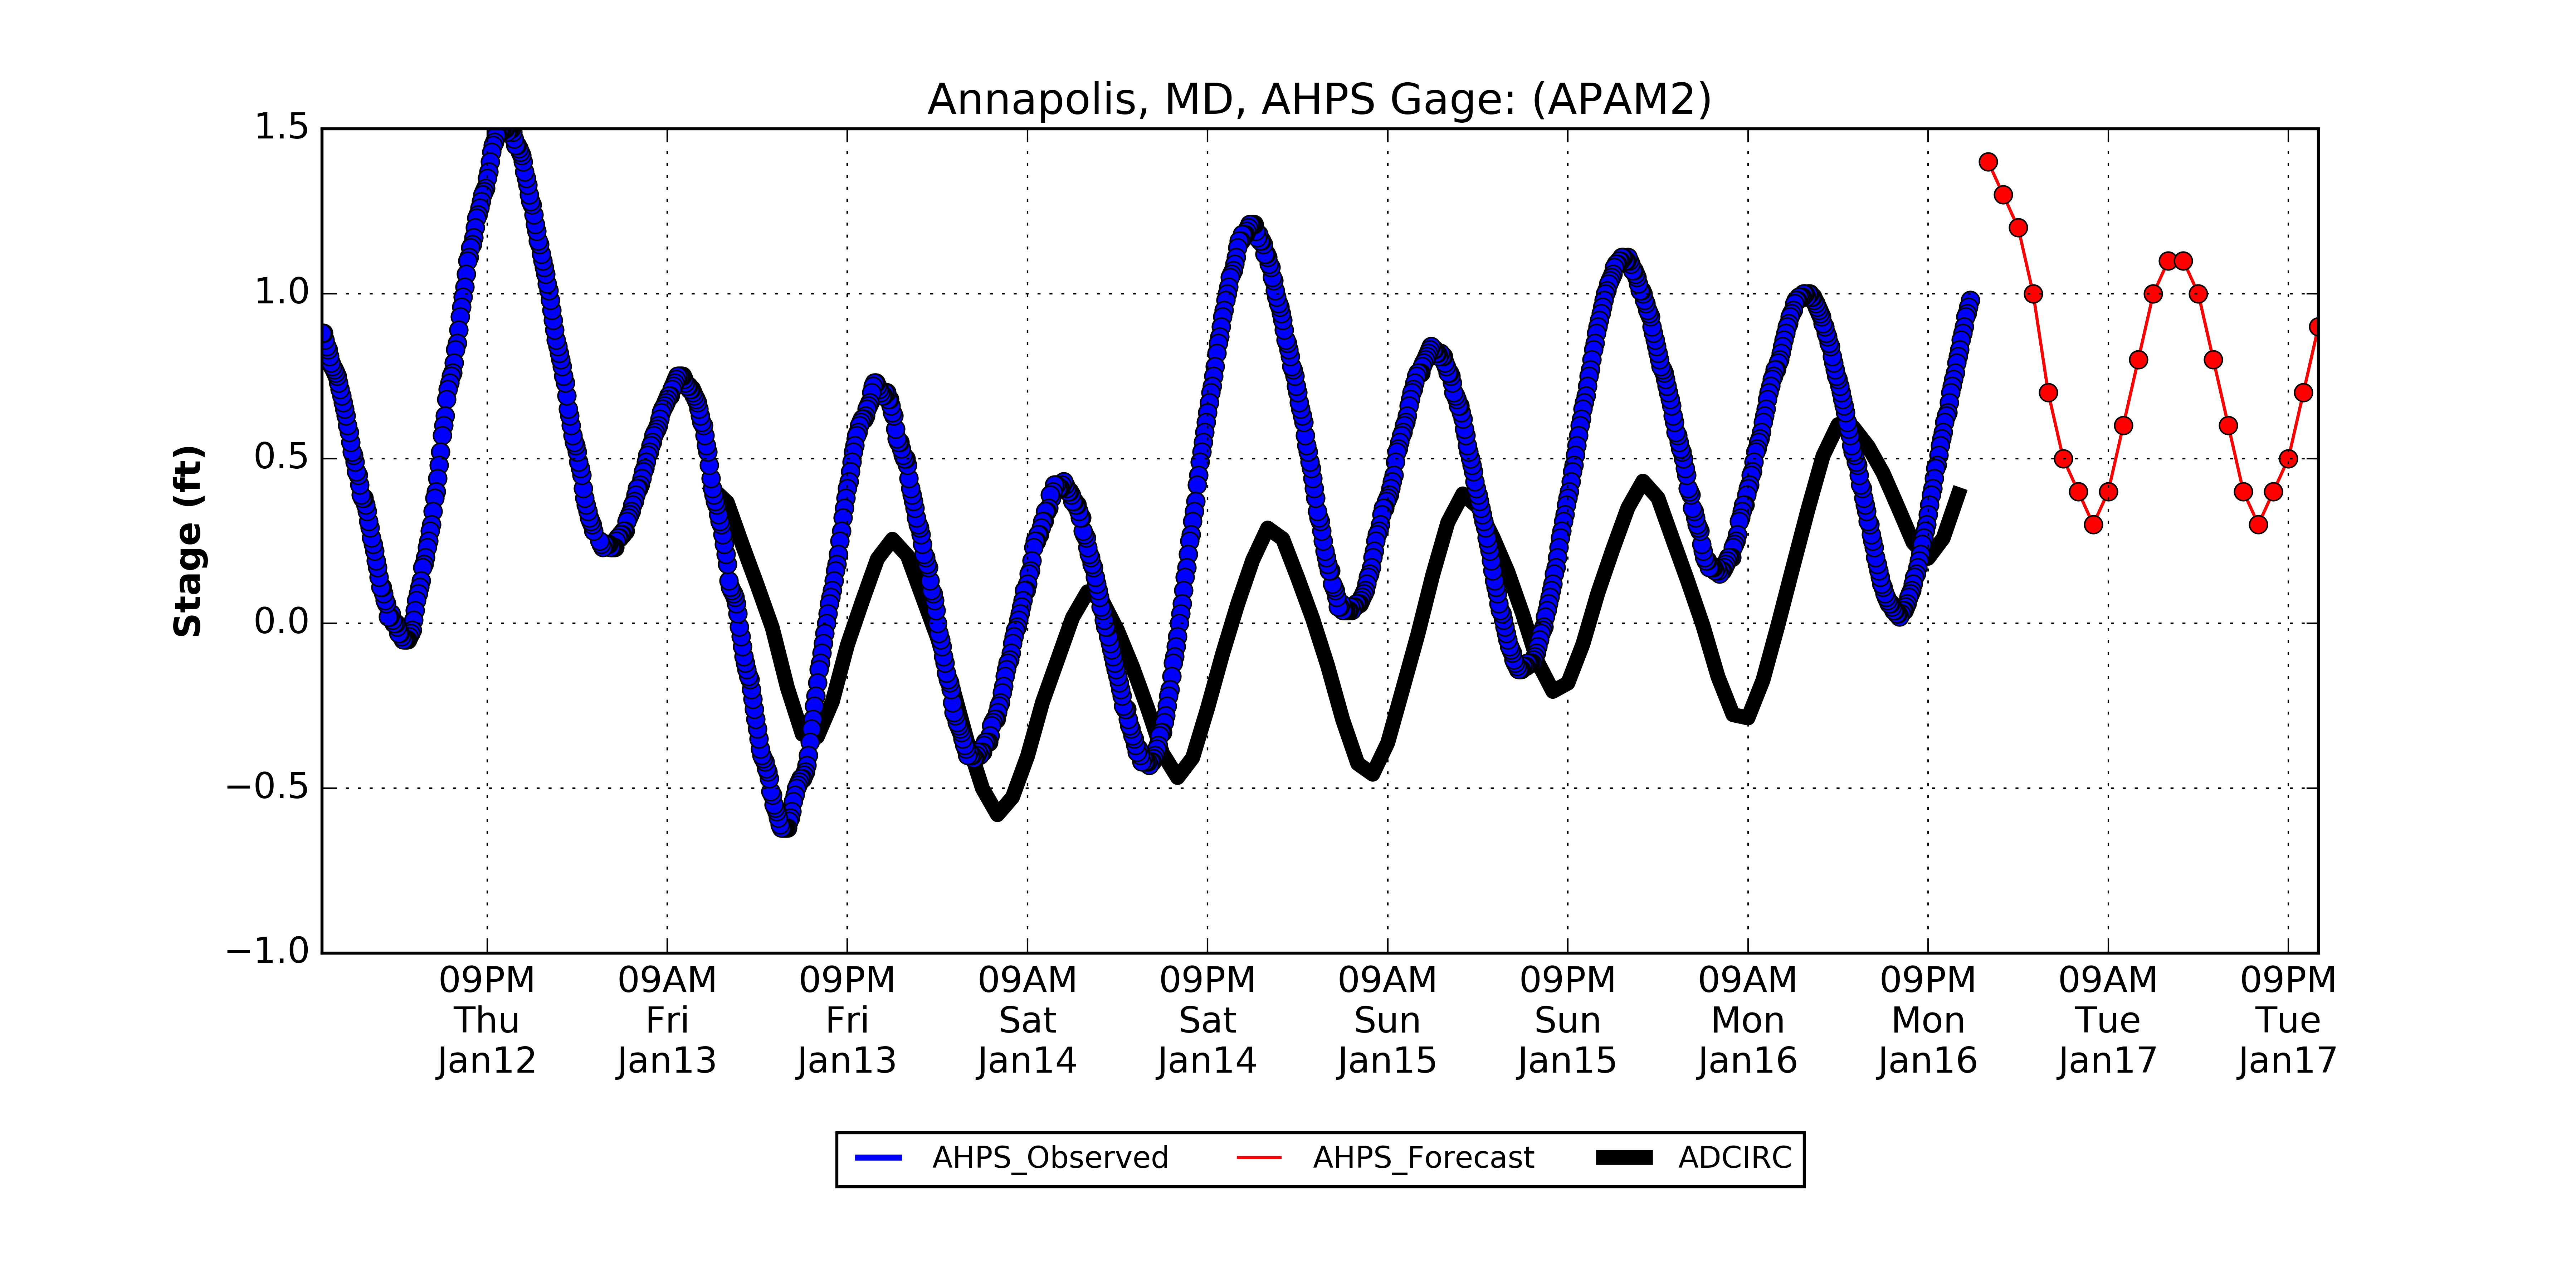 Annapolis, MD, AHPS Gage: (APAM2)
Stage (ft)
1.5
1.0
0.5
0.0
−0.5
−1.0
09PM 09AM 09PM 09AM 09PM 09AM 09PM 09AM 09PM 09AM 09PM
Thu Fri Fri Sat Sat Sun Sun Mon Mon Tue Tue
Jan12 Jan13 Jan13 Jan14 Jan14 Jan15 Jan15 Jan16 Jan16 Jan17 Jan17
AHPS_Observed AHPS_Forecast ADCIRC